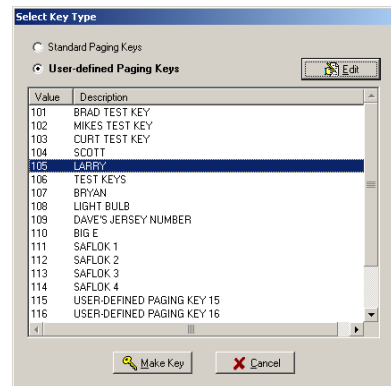 Select Key Type
Standard Paging Keys
User-defined Paging Keys
Edit
Value Description
101 BRAD TEST KEY
102 MIKES TEST KEY
103 CURT TEST KEY
104 SCOTT
105 LARRY
106 TEST KEYS
107 BRYAN
108 LIGHT BULB
109 DAVE'S JERSEY NUMBER
110 BIG E
111 SAFLOK 1
112 SAFLOK 2
113 SAFLOK 3
114 SAFLOK 4
115 USER-DEFINED PAGING KEY 15
116 USER-DEFINED PAGING KEY 16
Make Key Cancel